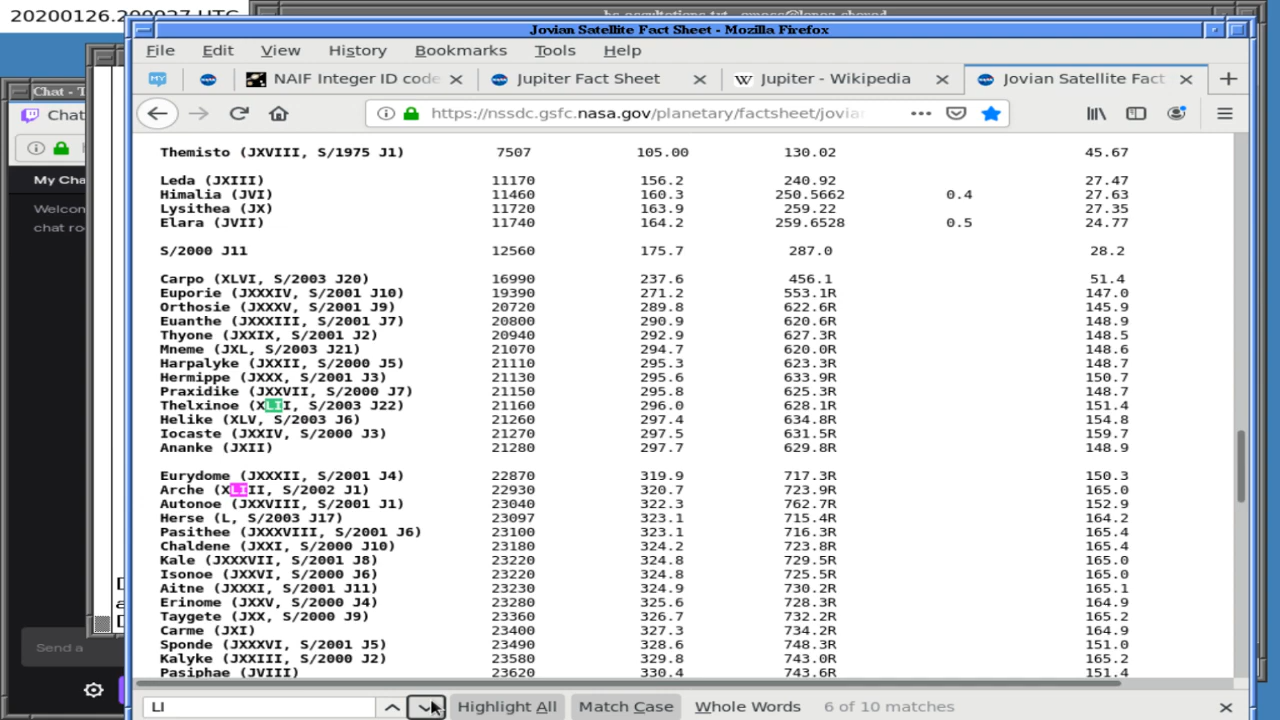 20200126.200927 UTC
Jovian Satellite Fact Sheet - Mozilla Firefox
File Edit View History Bookmarks Tools Help
MY NAIF Integer ID code Jupiter Fact Sheet Jupiter - Wikipedia Jovian Satellite Fact
https://nssdc.gsfc.nasa.gov/planetary/factsheet/jovia
Chat - T
Chat
My Cha
Welcon
chat ro
Send a
Themisto (JXVIII, S/1975 J1) 7507 105.00 130.02 45.67
Leda (JXIII) 11170 156.2 240.92 27.47
Himalia (JVI) 11460 160.3 250.5662 0.4 27.63
Lysithea (JX) 11720 163.9 259.22 27.35
Elara (JVII) 11740 164.2 259.6528 0.5 24.77
S/2000 J11 12560 175.7 287.0 28.2
Carpo (XLVI, S/2003 J20) 16990 237.6 456.1 51.4
Euporie (JXXXIV, S/2001 J10) 19390 271.2 553.1R 147.0
Orthosie (JXXXV, S/2001 J9) 20720 289.8 622.6R 145.9
Euanthe (JXXXIII, S/2001 J7) 20800 290.9 620.6R 148.9
Thyone (JXXIX, S/2001 J2) 20940 292.9 627.3R 148.5
Mneme (JXL, S/2003 J21) 21070 294.7 620.0R 148.6
Harpalyke (JXXII, S/2000 J5) 21110 295.3 623.3R 148.7
Hermippe (JXXX, S/2001 J3) 21130 295.6 633.9R 150.7
Praxidike (JXXVII, S/2000 J7) 21150 295.8 625.3R 148.7
Thelxinoe (XLII, S/2003 J22) 21160 296.0 628.1R 151.4
Helike (XLV, S/2003 J6) 21260 297.4 634.8R 154.8
Iocaste (JXXIV, S/2000 J3) 21270 297.5 631.5R 159.7
Ananke (JXII) 21280 297.7 629.8R 148.9
Eurydome (JXXXII, S/2001 J4) 22870 319.9 717.3R 150.3
Arche (XLIII, S/2002 J1) 22930 320.7 723.9R 165.0
Autonoe (JXXVIII, S/2001 J1) 23040 322.3 762.7R 152.9
Herse (L, S/2003 J17) 23097 323.1 715.4R 164.2
Pasithee (JXXXVIII, S/2001 J6) 23100 323.1 716.3R 165.4
Chaldene (JXXI, S/2000 J10) 23180 324.2 723.8R 165.4
Kale (JXXXVII, S/2001 J8) 23220 324.8 729.5R 165.0
Isonoe (JXXVI, S/2000 J6) 23220 324.8 725.5R 165.0
Aitne (JXXXI, S/2001 J11) 23230 324.9 730.2R 165.1
Erinome (JXXV, S/2000 J4) 23280 325.6 728.3R 164.9
Taygete (JXX, S/2000 J9) 23360 326.7 732.2R 165.2
Carme (JXI) 23400 327.3 734.2R 164.9
Sponde (JXXXVI, S/2001 J5) 23490 328.6 748.3R 151.0
Kalyke (JXXIII, S/2000 J2) 23580 329.8 743.0R 165.2
Pasiphae (JVIII) 23620 330.4 743.6R 151.4
LI Highlight All Match Case Whole Words 6 of 10 matches